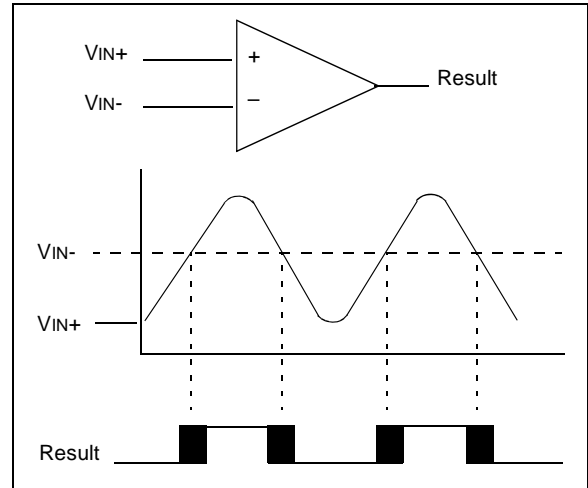 VIN+
+
Result
VIN-
–
VIN-
VIN+
Result